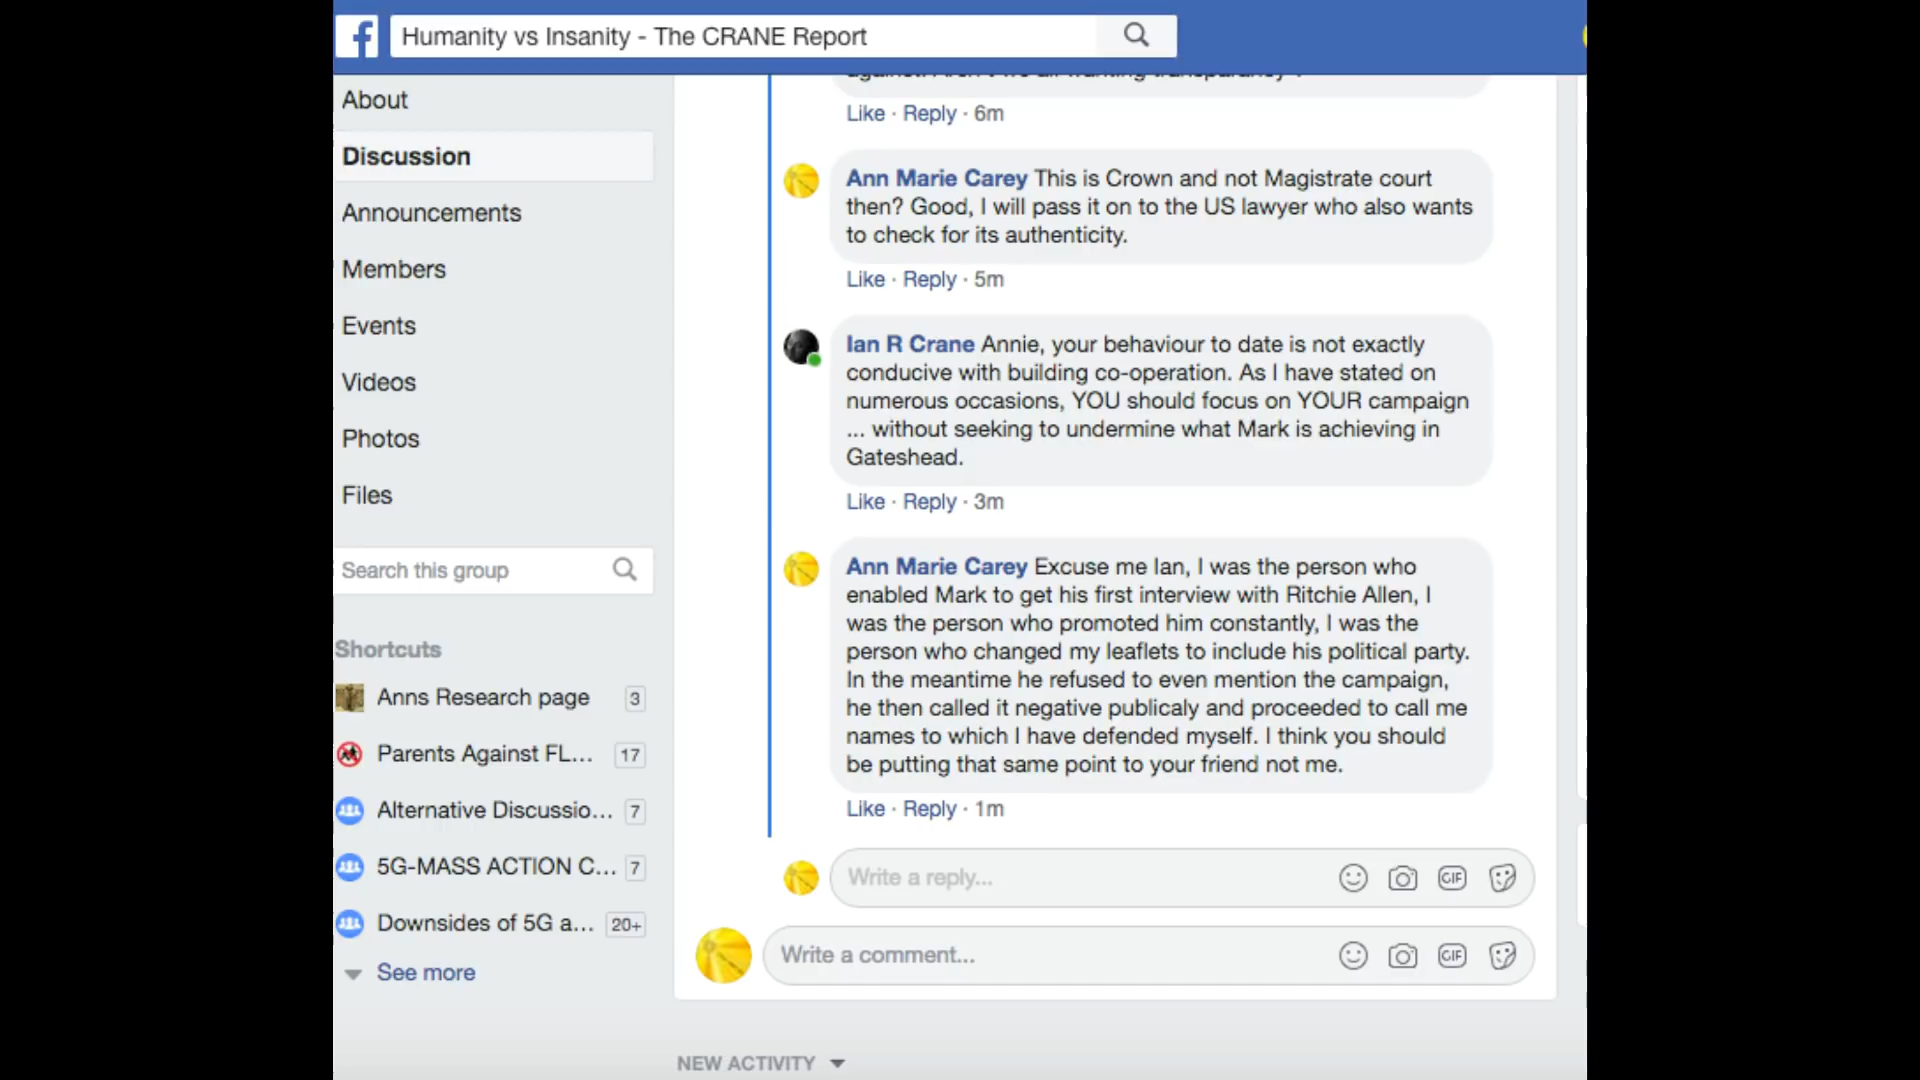 Humanity vs Insanity - The CRANE Report
About
Discussion
Announcements
Members
Events
Videos
Photos
Files
Search this group
Shortcuts
Anns Research page 3
Parents Against FL... 17
Alternative Discussio... 7
5G-MASS ACTION C... 7
Downsides of 5G a... 20+
See more
against. Aren't we all wanting transparancy ?
Like · Reply · 6m
Ann Marie Carey This is Crown and not Magistrate court
then? Good, I will pass it on to the US lawyer who also wants
to check for its authenticity.
Like · Reply · 5m
Ian R Crane Annie, your behaviour to date is not exactly
conducive with building co-operation. As I have stated on
numerous occasions, YOU should focus on YOUR campaign
... without seeking to undermine what Mark is achieving in
Gateshead.
Like · Reply · 3m
Ann Marie Carey Excuse me Ian, I was the person who
enabled Mark to get his first interview with Ritchie Allen, I
was the person who promoted him constantly, I was the
person who changed my leaflets to include his political party.
In the meantime he refused to even mention the campaign,
he then called it negative publicaly and proceeded to call me
names to which I have defended myself. I think you should
be putting that same point to your friend not me.
Like · Reply · 1m
Write a reply...
GIF
Write a comment...
GIF
NEW ACTIVITY